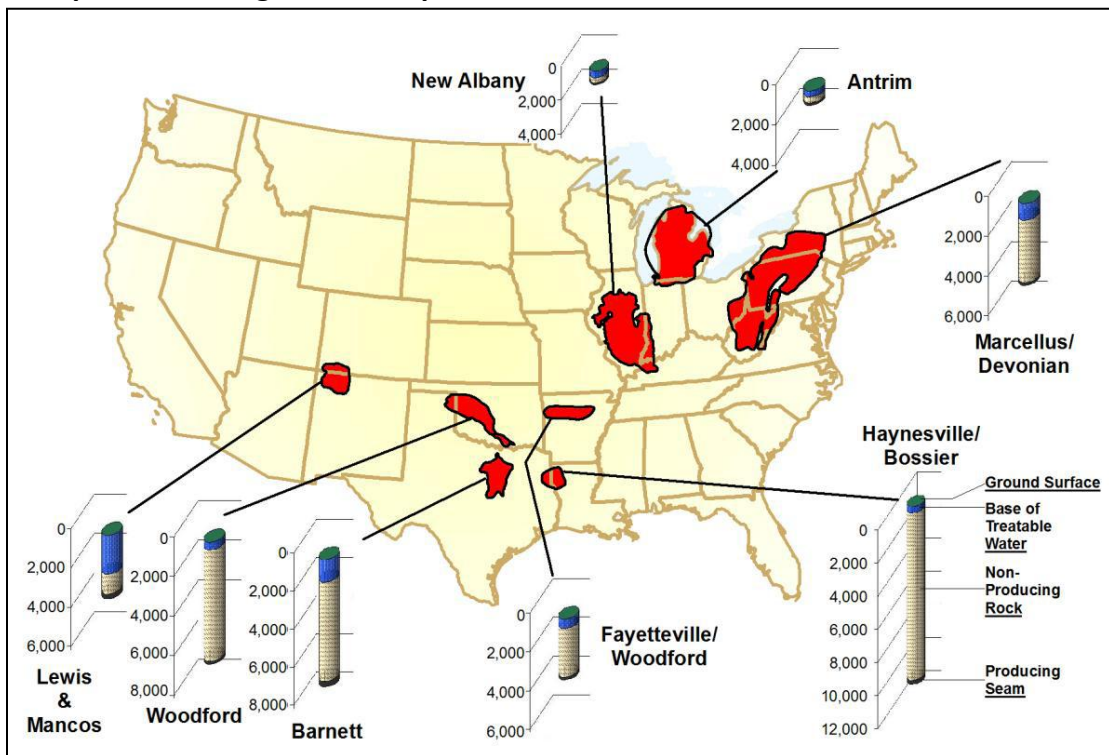 New Albany
0
2,000
4,000
Antrim
0
2,000
4,000
0
2,000
4,000
6,000
Marcellus/
Devonian
Haynesville/
Bossier
Ground Surface
Base of
Treatable
Water
Non-
Producing
Rock
Producing
Seam
0
2,000
4,000
6,000
8,000
10,000
12,000
0
2,000
4,000
6,000
Lewis
&
Mancos
0
2,000
4,000
6,000
8,000
Woodford
0
2,000
4,000
6,000
8,000
Barnett
0
2,000
4,000
6,000
Fayetteville/
Woodford